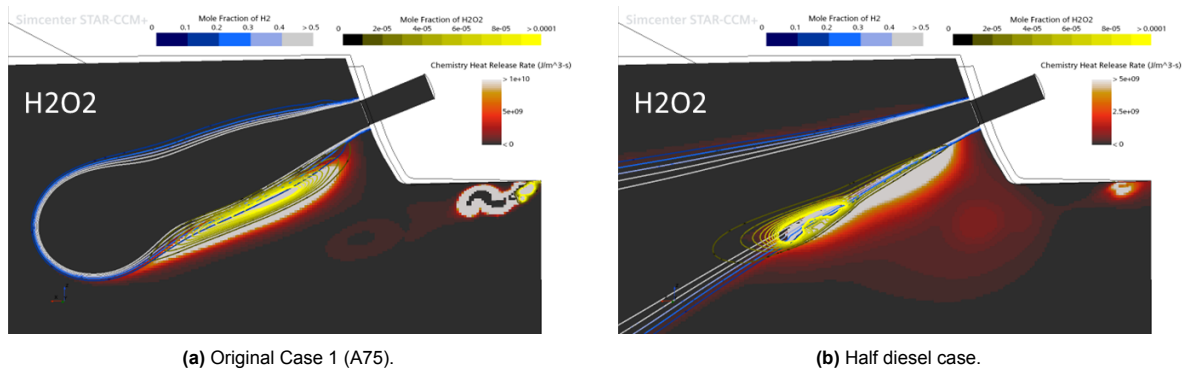 Simcenter STAR-CCM+
Mole Fraction of H2
0.1 0.2 0.3 0.4
0 > 0.5
Mole Fraction of H2O2
2e-05 6e-05 > 0.0001
0 4e-05 8e-05
Chemistry Heat Release Rate (J/m^3-s)
> 1e+10
5e+09
< 0
H2O2
(a) Original Case 1 (A75).
Simcenter STAR-CCM+
Mole Fraction of H2
0.1 0.2 0.3 0.4
0 > 0.5
Mole Fraction of H2O2
2e-05 6e-05 > 0.0001
0 4e-05 8e-05
Chemistry Heat Release Rate (J/m^3-s)
> 5e+09
2.5e+09
< 0
H2O2
(b) Half diesel case.